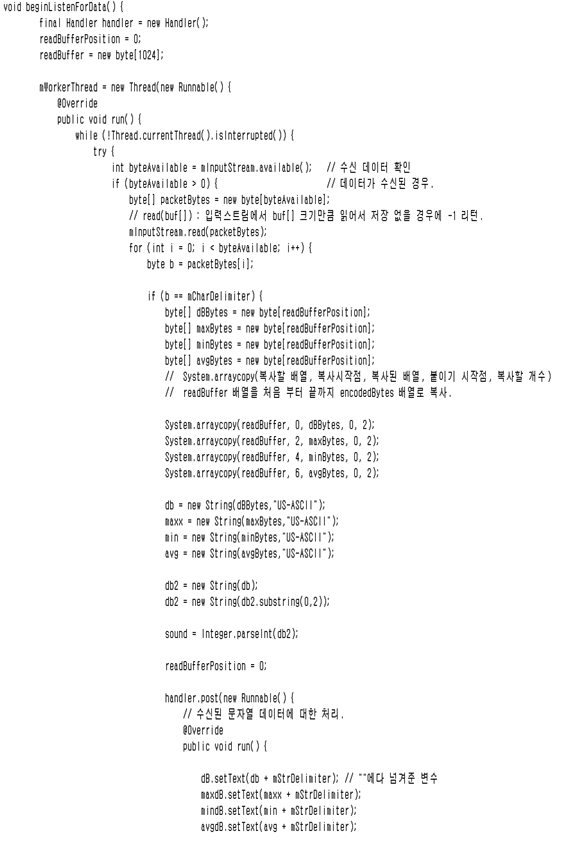 void beginListenForData() {
final Handler handler = new Handler();
readBufferPosition = 0;
readBuffer = new byte[1024];
mWorkerThread = new Thread(new Runnable() {
@Override
public void run() {
while (!Thread.currentThread().isInterrupted()) {
try {
int byteAvailable = mInputStream.available(); // 수신 데이터 확인
if (byteAvailable > 0) { // 데이터가 수신된 경우.
byte[] packetBytes = new byte[byteAvailable];
// read(buf[]) : 입력스트림에서 buf[] 크기만큼 읽어서 저장 없을 경우에 -1 리턴.
mInputStream.read(packetBytes);
for (int i = 0; i < byteAvailable; i++) {
byte b = packetBytes[i];
if (b == mCharDelimiter) {
byte[] dBBytes = new byte[readBufferPosition];
byte[] maxBytes = new byte[readBufferPosition];
byte[] minBytes = new byte[readBufferPosition];
byte[] avgBytes = new byte[readBufferPosition];
// System.arraycopy(복사할 배열, 복사시작점, 복사된 배열, 붙이기 시작점, 복사할 개수)
// readBuffer 배열을 처음 부터 끝까지 encodedBytes 배열로 복사.
System.arraycopy(readBuffer, 0, dBBytes, 0, 2);
System.arraycopy(readBuffer, 2, maxBytes, 0, 2);
System.arraycopy(readBuffer, 4, minBytes, 0, 2);
System.arraycopy(readBuffer, 6, avgBytes, 0, 2);
db = new String(dBBytes,"US-ASCII");
maxx = new String(maxBytes,"US-ASCII");
min = new String(minBytes,"US-ASCII");
avg = new String(avgBytes,"US-ASCII");
db2 = new String(db);
db2 = new String(db2.substring(0,2));
sound = Integer.parseInt(db2);
readBufferPosition = 0;
handler.post(new Runnable() {
// 수신된 문자열 데이터에 대한 처리.
@Override
public void run() {
dB.setText(db + mStrDelimiter); // ""에다 넘겨준 변수
maxdB.setText(maxx + mStrDelimiter);
mindB.setText(min + mStrDelimiter);
avgdB.setText(avg + mStrDelimiter);